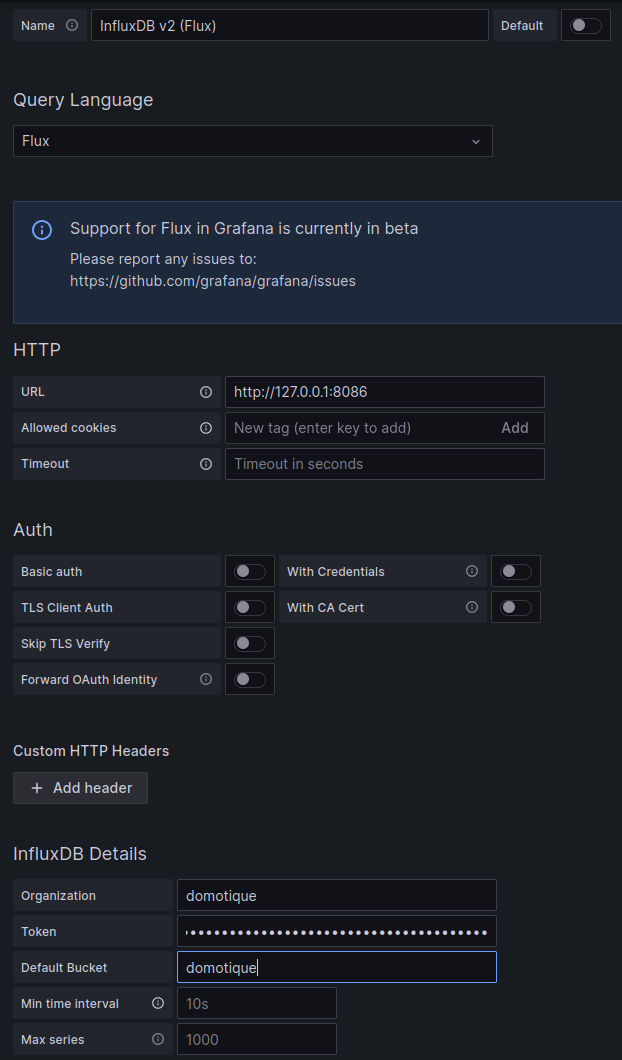 Name InfluxDB v2 (Flux) Default
Query Language
Flux
Support for Flux in Grafana is currently in beta
Please report any issues to:
https://github.com/grafana/grafana/issues
HTTP
URL http://127.0.0.1:8086
Allowed cookies New tag (enter key to add) Add
Timeout Timeout in seconds
Auth
Basic auth With Credentials
TLS Client Auth With CA Cert
Skip TLS Verify
Forward OAuth Identity
Custom HTTP Headers
+ Add header
InfluxDB Details
Organization domotique
Token ••••••••••••••••••••••••••••••••••••••
Default Bucket domotique
Min time interval 10s
Max series 1000